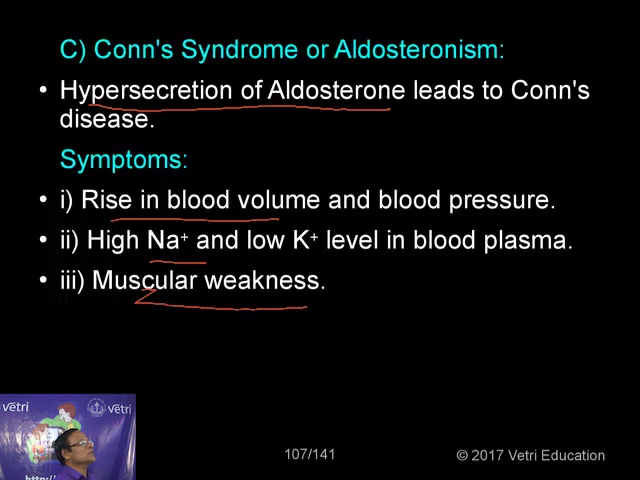 C) Conn's Syndrome or Aldosteronism:
• Hypersecretion of Aldosterone leads to Conn's
disease.
Symptoms:
• i) Rise in blood volume and blood pressure.
• ii) High Na⁺ and low K⁺ level in blood plasma.
• iii) Muscular weakness.
vetri
vetri
http://
107/141
© 2017 Vetri Education